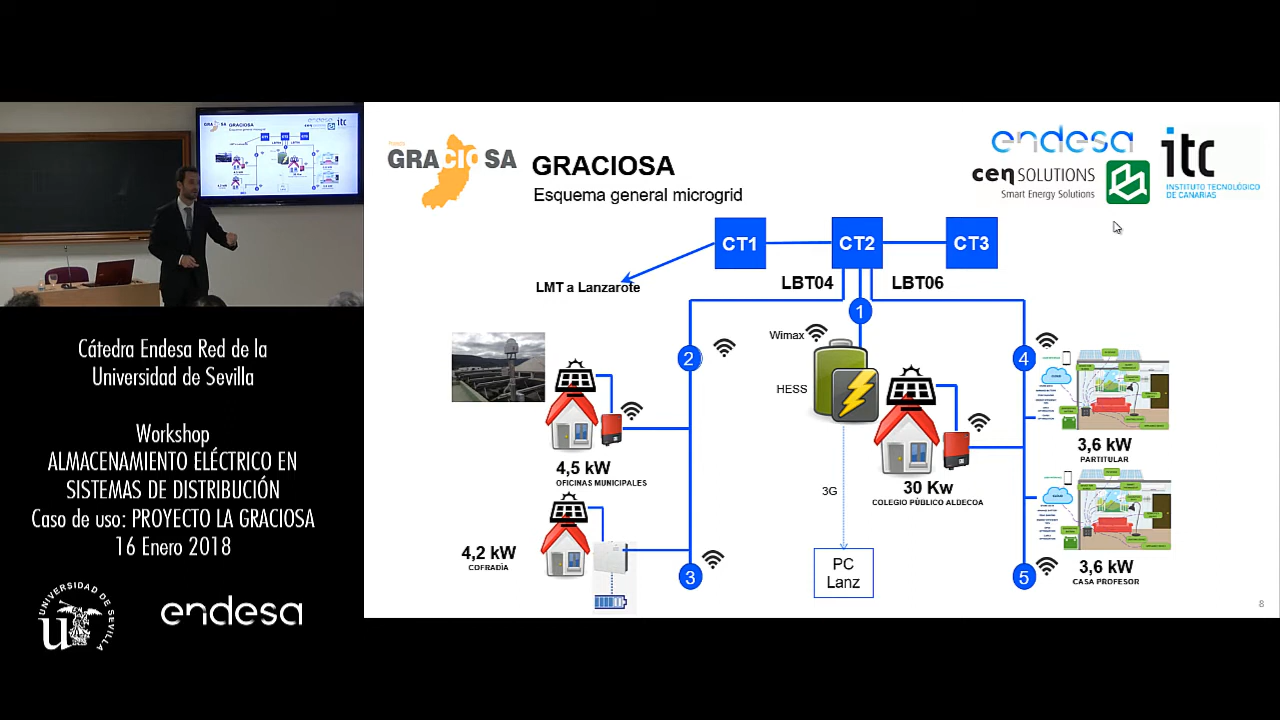 GRACIOSA
GRACIOSA
Esquema general microgrid
endesa
cen SOLUTIONS
Smart Energy Solutions
itc
INSTITUTO TECNOLÓGICO
DE CANARIAS
CT1
CT2
CT3
LMT a Lanzarote
LBT04
LBT06
1
Wimax
2
4
HESS
4,5 kW
OFICINAS MUNICIPALES
30 Kw
COLEGIO PÚBLICO ALDECOA
3,6 kW
PARTITULAR
3G
4,2 kW
COFRADÍA
3
PC
Lanz
5
3,6 kW
CASA PROFESOR
8
Cátedra Endesa Red de la
Universidad de Sevilla
Workshop
ALMACENAMIENTO ELÉCTRICO EN
SISTEMAS DE DISTRIBUCIÓN
Caso de uso: PROYECTO LA GRACIOSA
16 Enero 2018
UNIVERSIDAD DE SEVILLA
endesa